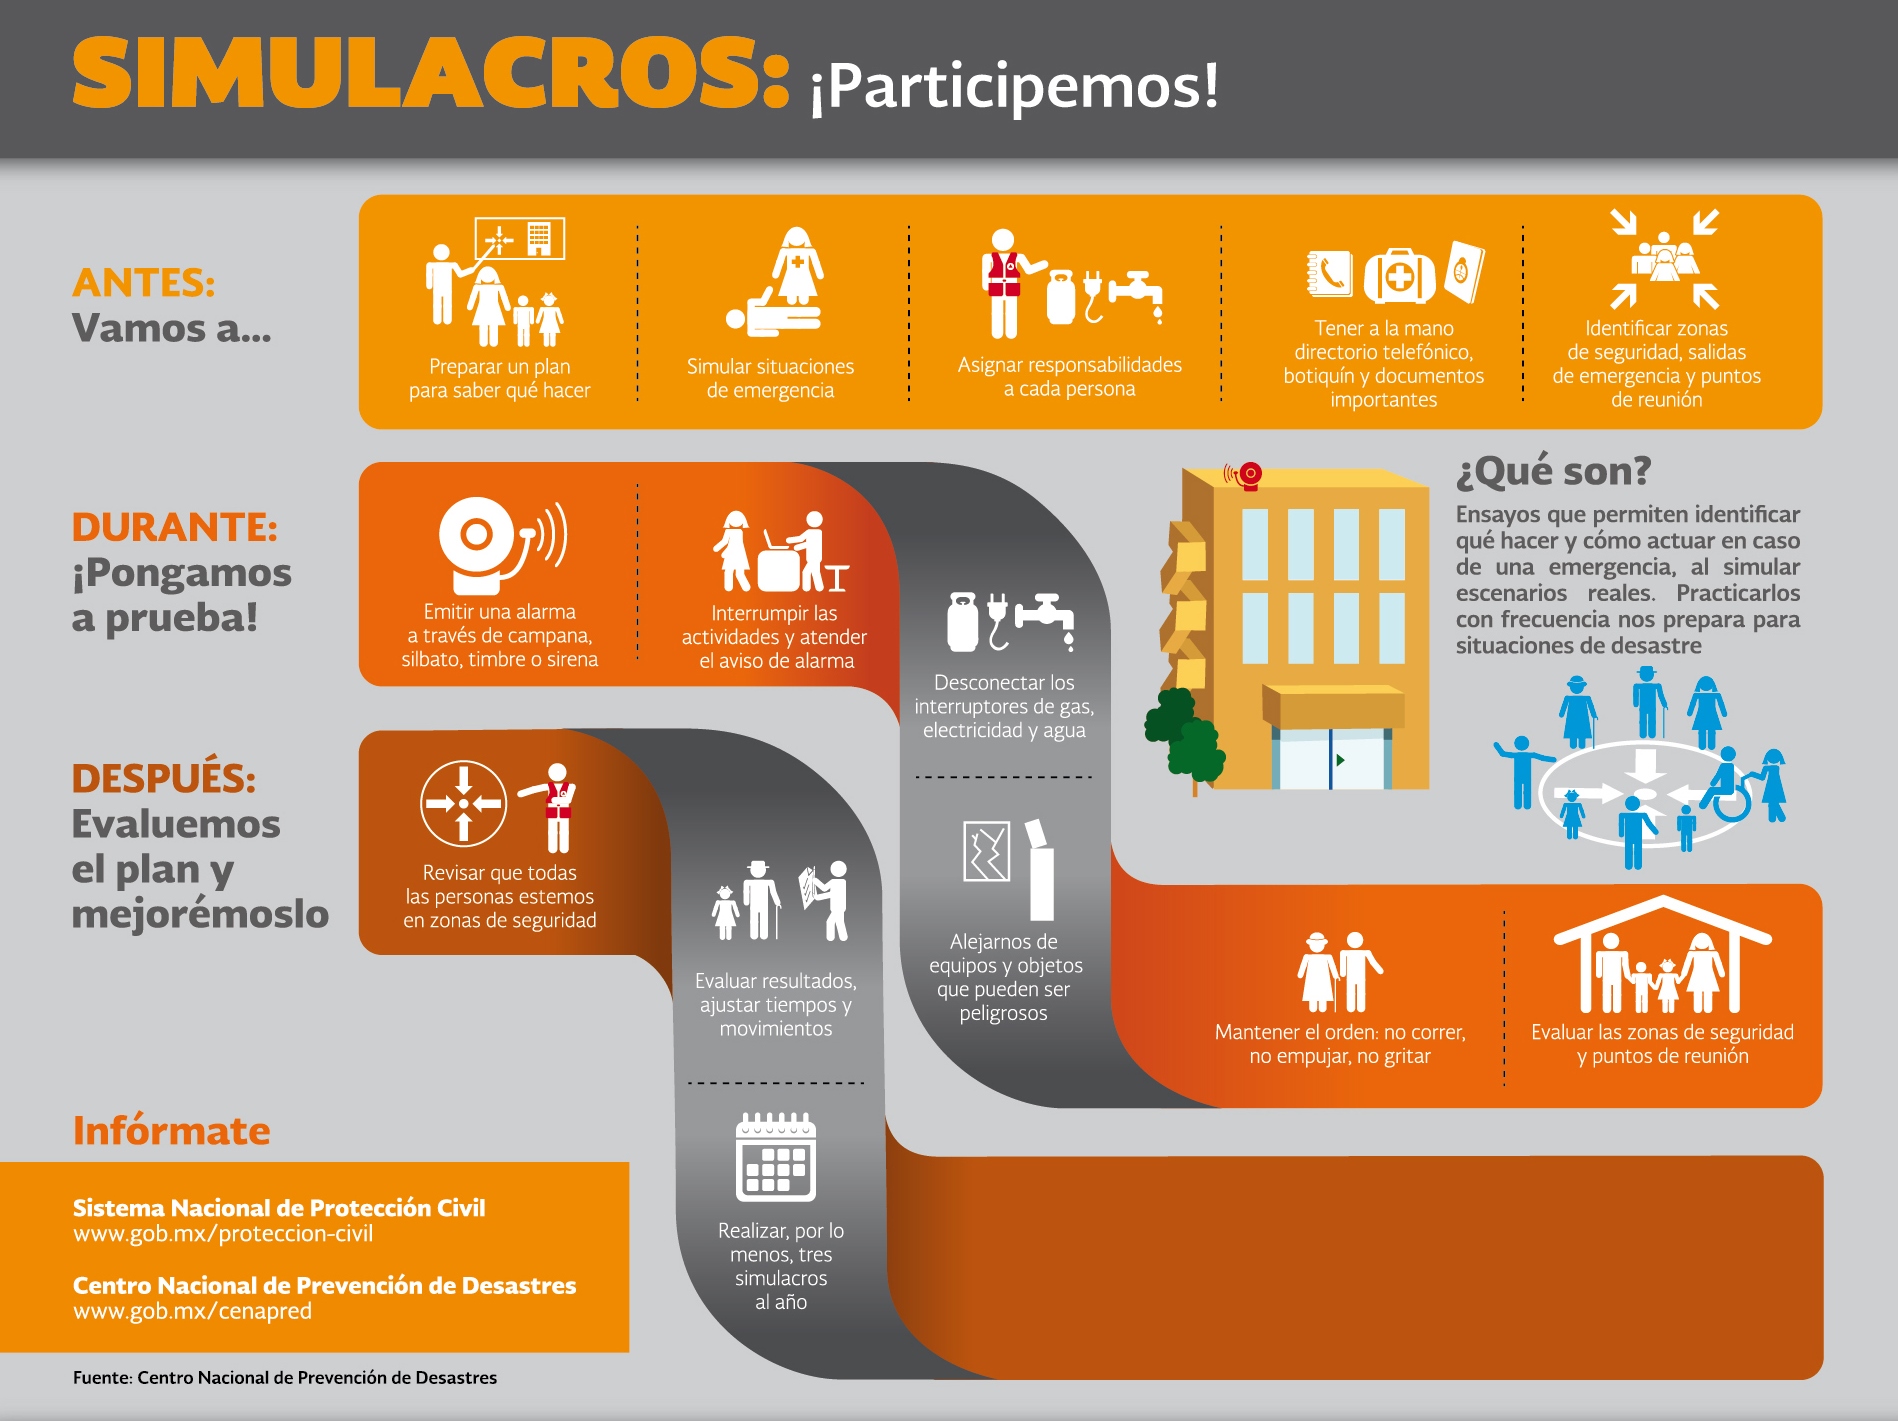 SIMULACROS: ¡Participemos!
ANTES:
Vamos a...
Preparar un plan
para saber qué hacer
Simular situaciones
de emergencia
Asignar responsabilidades
a cada persona
Tener a la mano
directorio telefónico,
botiquín y documentos
importantes
Identificar zonas
de seguridad, salidas
de emergencia y puntos
de reunión
DURANTE:
¡Pongamos
a prueba!
Emitir una alarma
a través de campana,
silbato, timbre o sirena
Interrumpir las
actividades y atender
el aviso de alarma
Desconectar los
interruptores de gas,
electricidad y agua
Alejarnos de
equipos y objetos
que pueden ser
peligrosos
Mantener el orden: no correr,
no empujar, no gritar
Evaluar las zonas de seguridad
y puntos de reunión
¿Qué son?
Ensayos que permiten identificar
qué hacer y cómo actuar en caso
de una emergencia, al simular
escenarios reales. Practicarlos
con frecuencia nos prepara para
situaciones de desastre
DESPUÉS:
Evaluemos
el plan y
mejorémoslo
Revisar que todas
las personas estemos
en zonas de seguridad
Evaluar resultados,
ajustar tiempos y
movimientos
Realizar, por lo
menos, tres
simulacros
al año
Infórmate
Sistema Nacional de Protección Civil
www.gob.mx/proteccion-civil
Centro Nacional de Prevención de Desastres
www.gob.mx/cenapred
Fuente: Centro Nacional de Prevención de Desastres